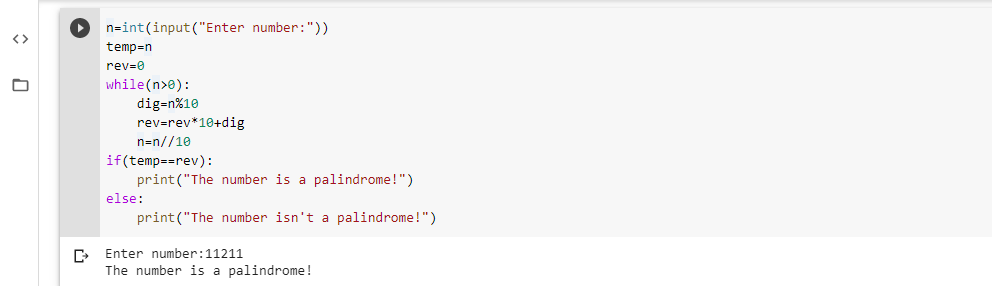 n=int(input("Enter number:"))
temp=n
rev=0
while(n>0):
    dig=n%10
    rev=rev*10+dig
    n=n//10
if(temp==rev):
    print("The number is a palindrome!")
else:
    print("The number isn't a palindrome!")
Enter number:11211
The number is a palindrome!